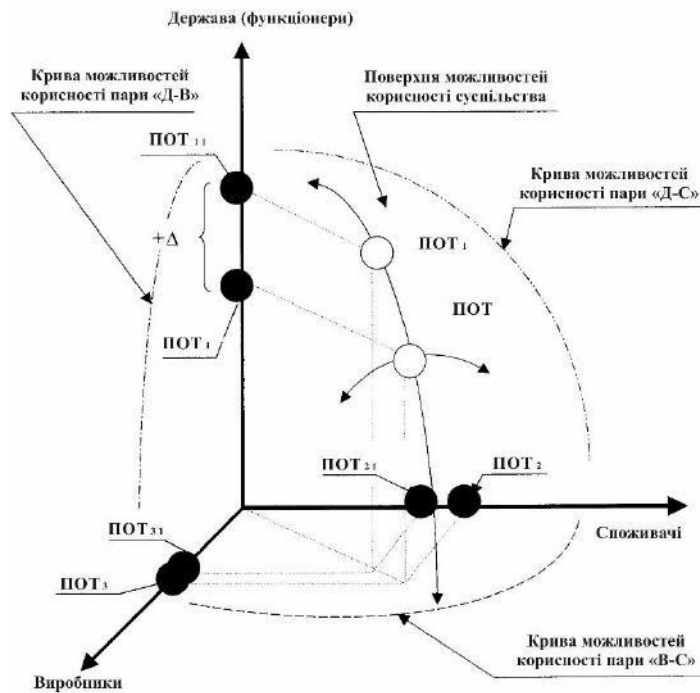 Держава (функціонери)
Крива можливостей
корисності пари «Д-В»
Поверхня можливостей
корисності суспільства
ПОТ 11
Крива можливостей
корисності пари «Д-С»
+Δ
ПОТ 1
ПОТ
ПОТ 1
ПОТ 21
ПОТ 2
Споживачі
ПОТ 31
ПОТ 3
Крива можливостей
корисності пари «В-С»
Виробники